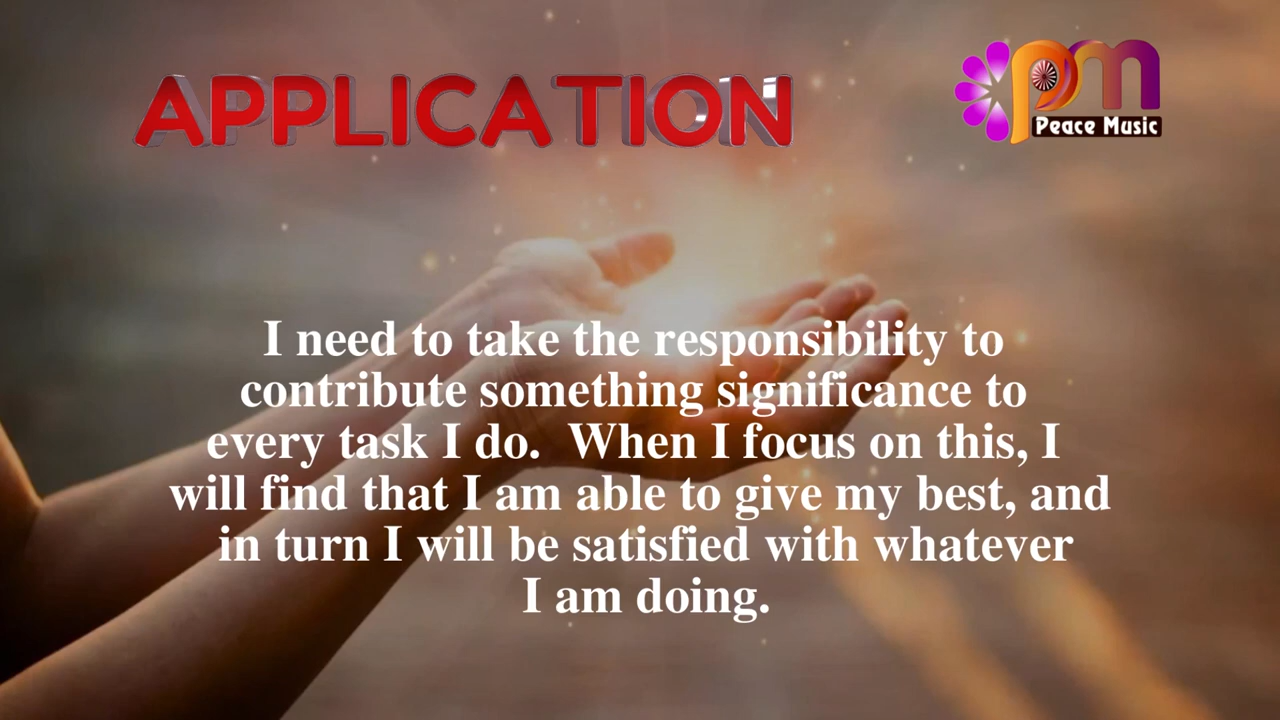 APPLICATION
pm
Peace Music
I need to take the responsibility to
contribute something significance to
every task I do. When I focus on this, I
will find that I am able to give my best, and
in turn I will be satisfied with whatever
I am doing.